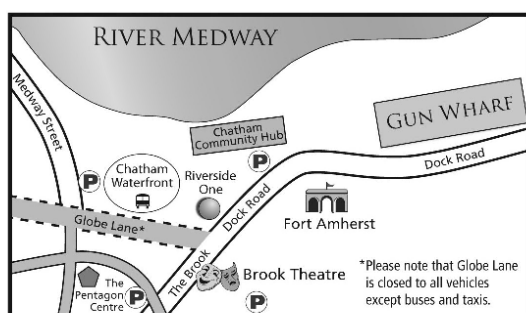 RIVER MEDWAY
Medway Street
GUN WHARF
Chatham
Community Hub
P
Dock Road
Chatham
Waterfront
P
Riverside
One
Dock Road
Fort Amherst
Globe Lane*
The Brook
Brook Theatre
The
Pentagon
Centre
P
P
*Please note that Globe Lane
is closed to all vehicles
except buses and taxis.